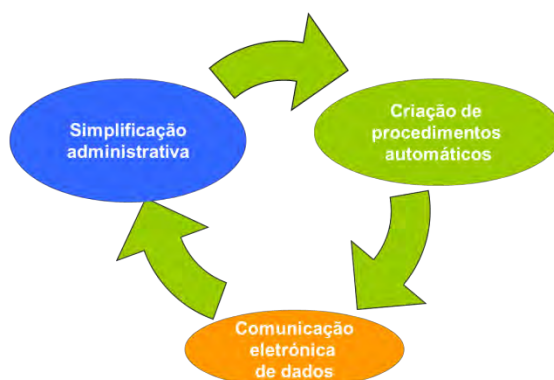 Simplificação
administrativa
Criação de
procedimentos
automáticos
Comunicação
eletrónica
de dados